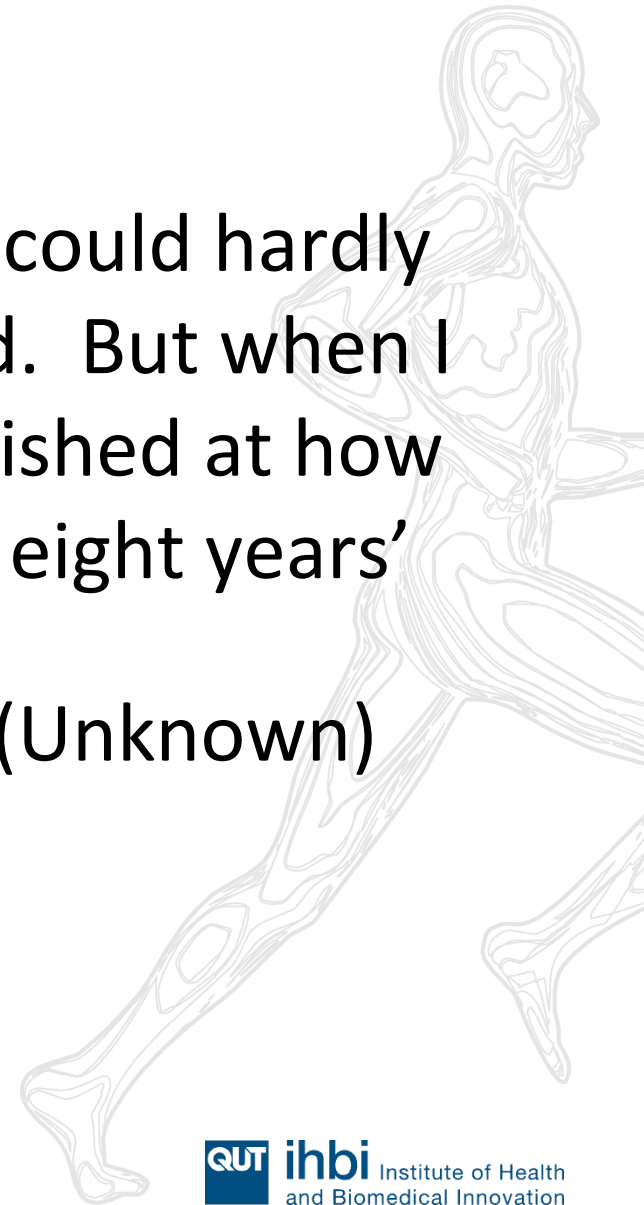 could hardly
d.  But when I
ished at how
eight years’
(Unknown)
QUT ihbi Institute of Health
and Biomedical Innovation